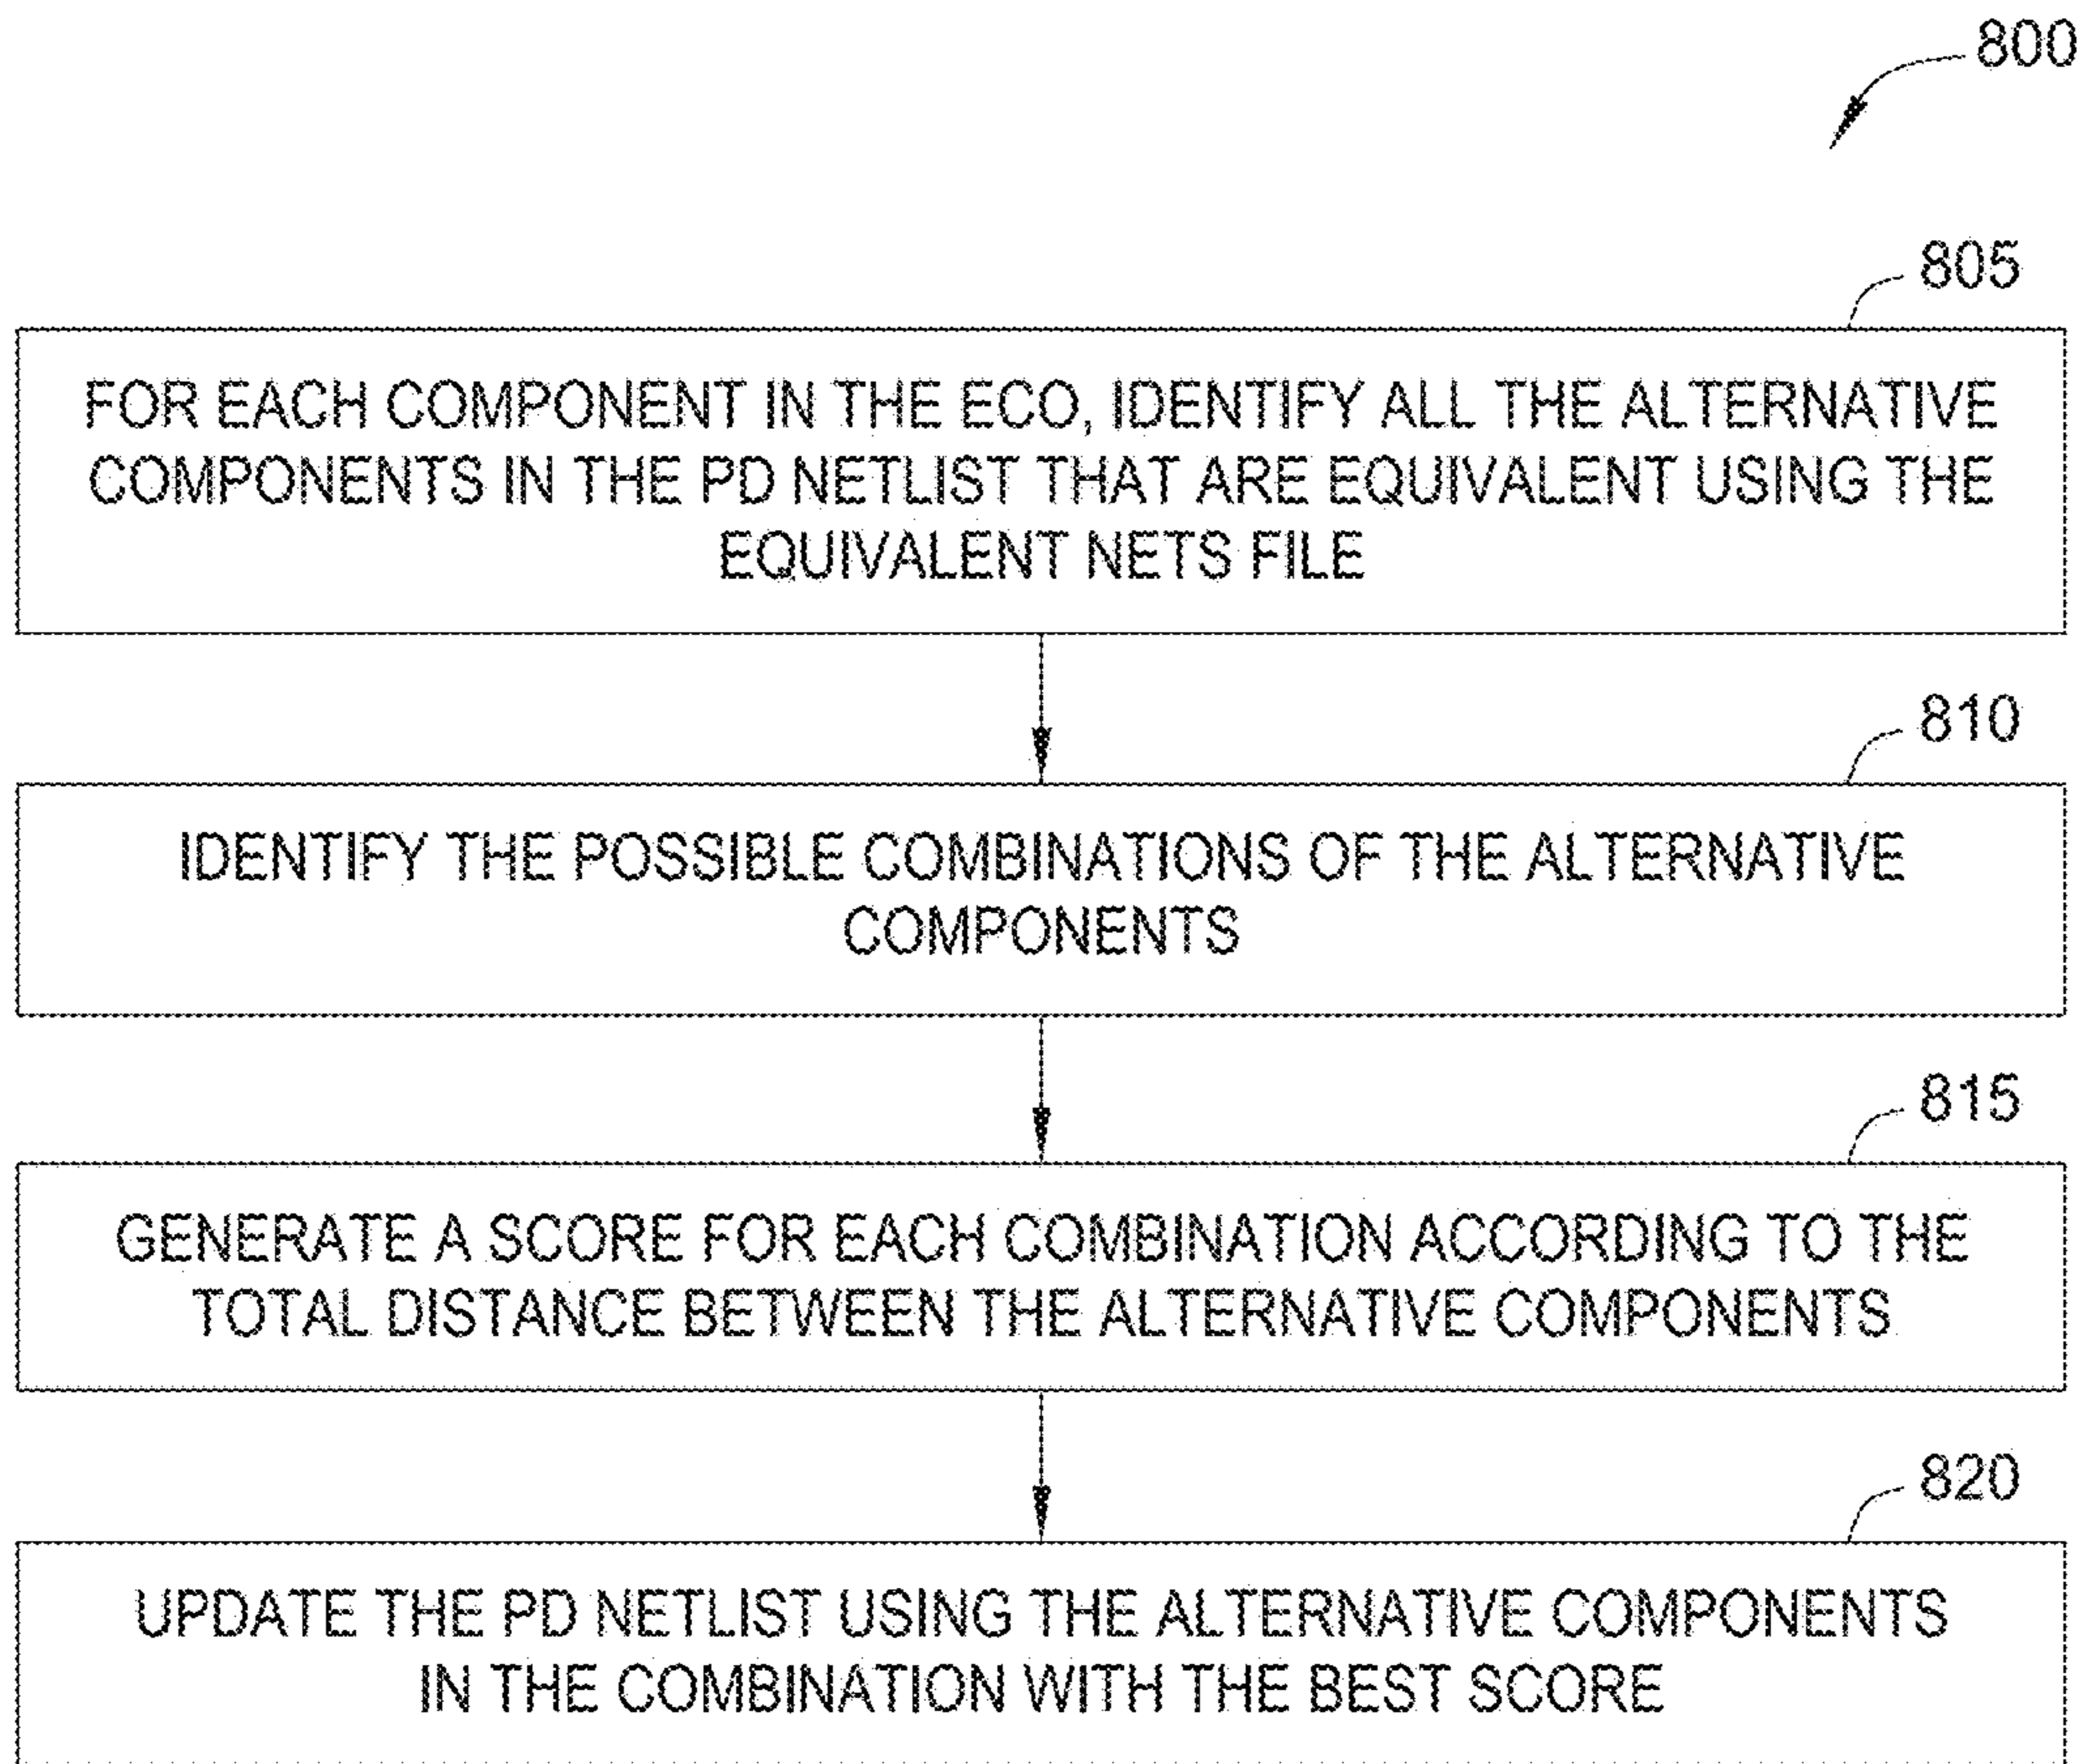 800
805
FOR EACH COMPONENT IN THE ECO, IDENTIFY ALL THE ALTERNATIVE
COMPONENTS IN THE PD NETLIST THAT ARE EQUIVALENT USING THE
EQUIVALENT NETS FILE
810
IDENTIFY THE POSSIBLE COMBINATIONS OF THE ALTERNATIVE
COMPONENTS
815
GENERATE A SCORE FOR EACH COMBINATION ACCORDING TO THE
TOTAL DISTANCE BETWEEN THE ALTERNATIVE COMPONENTS
820
UPDATE THE PD NETLIST USING THE ALTERNATIVE COMPONENTS
IN THE COMBINATION WITH THE BEST SCORE